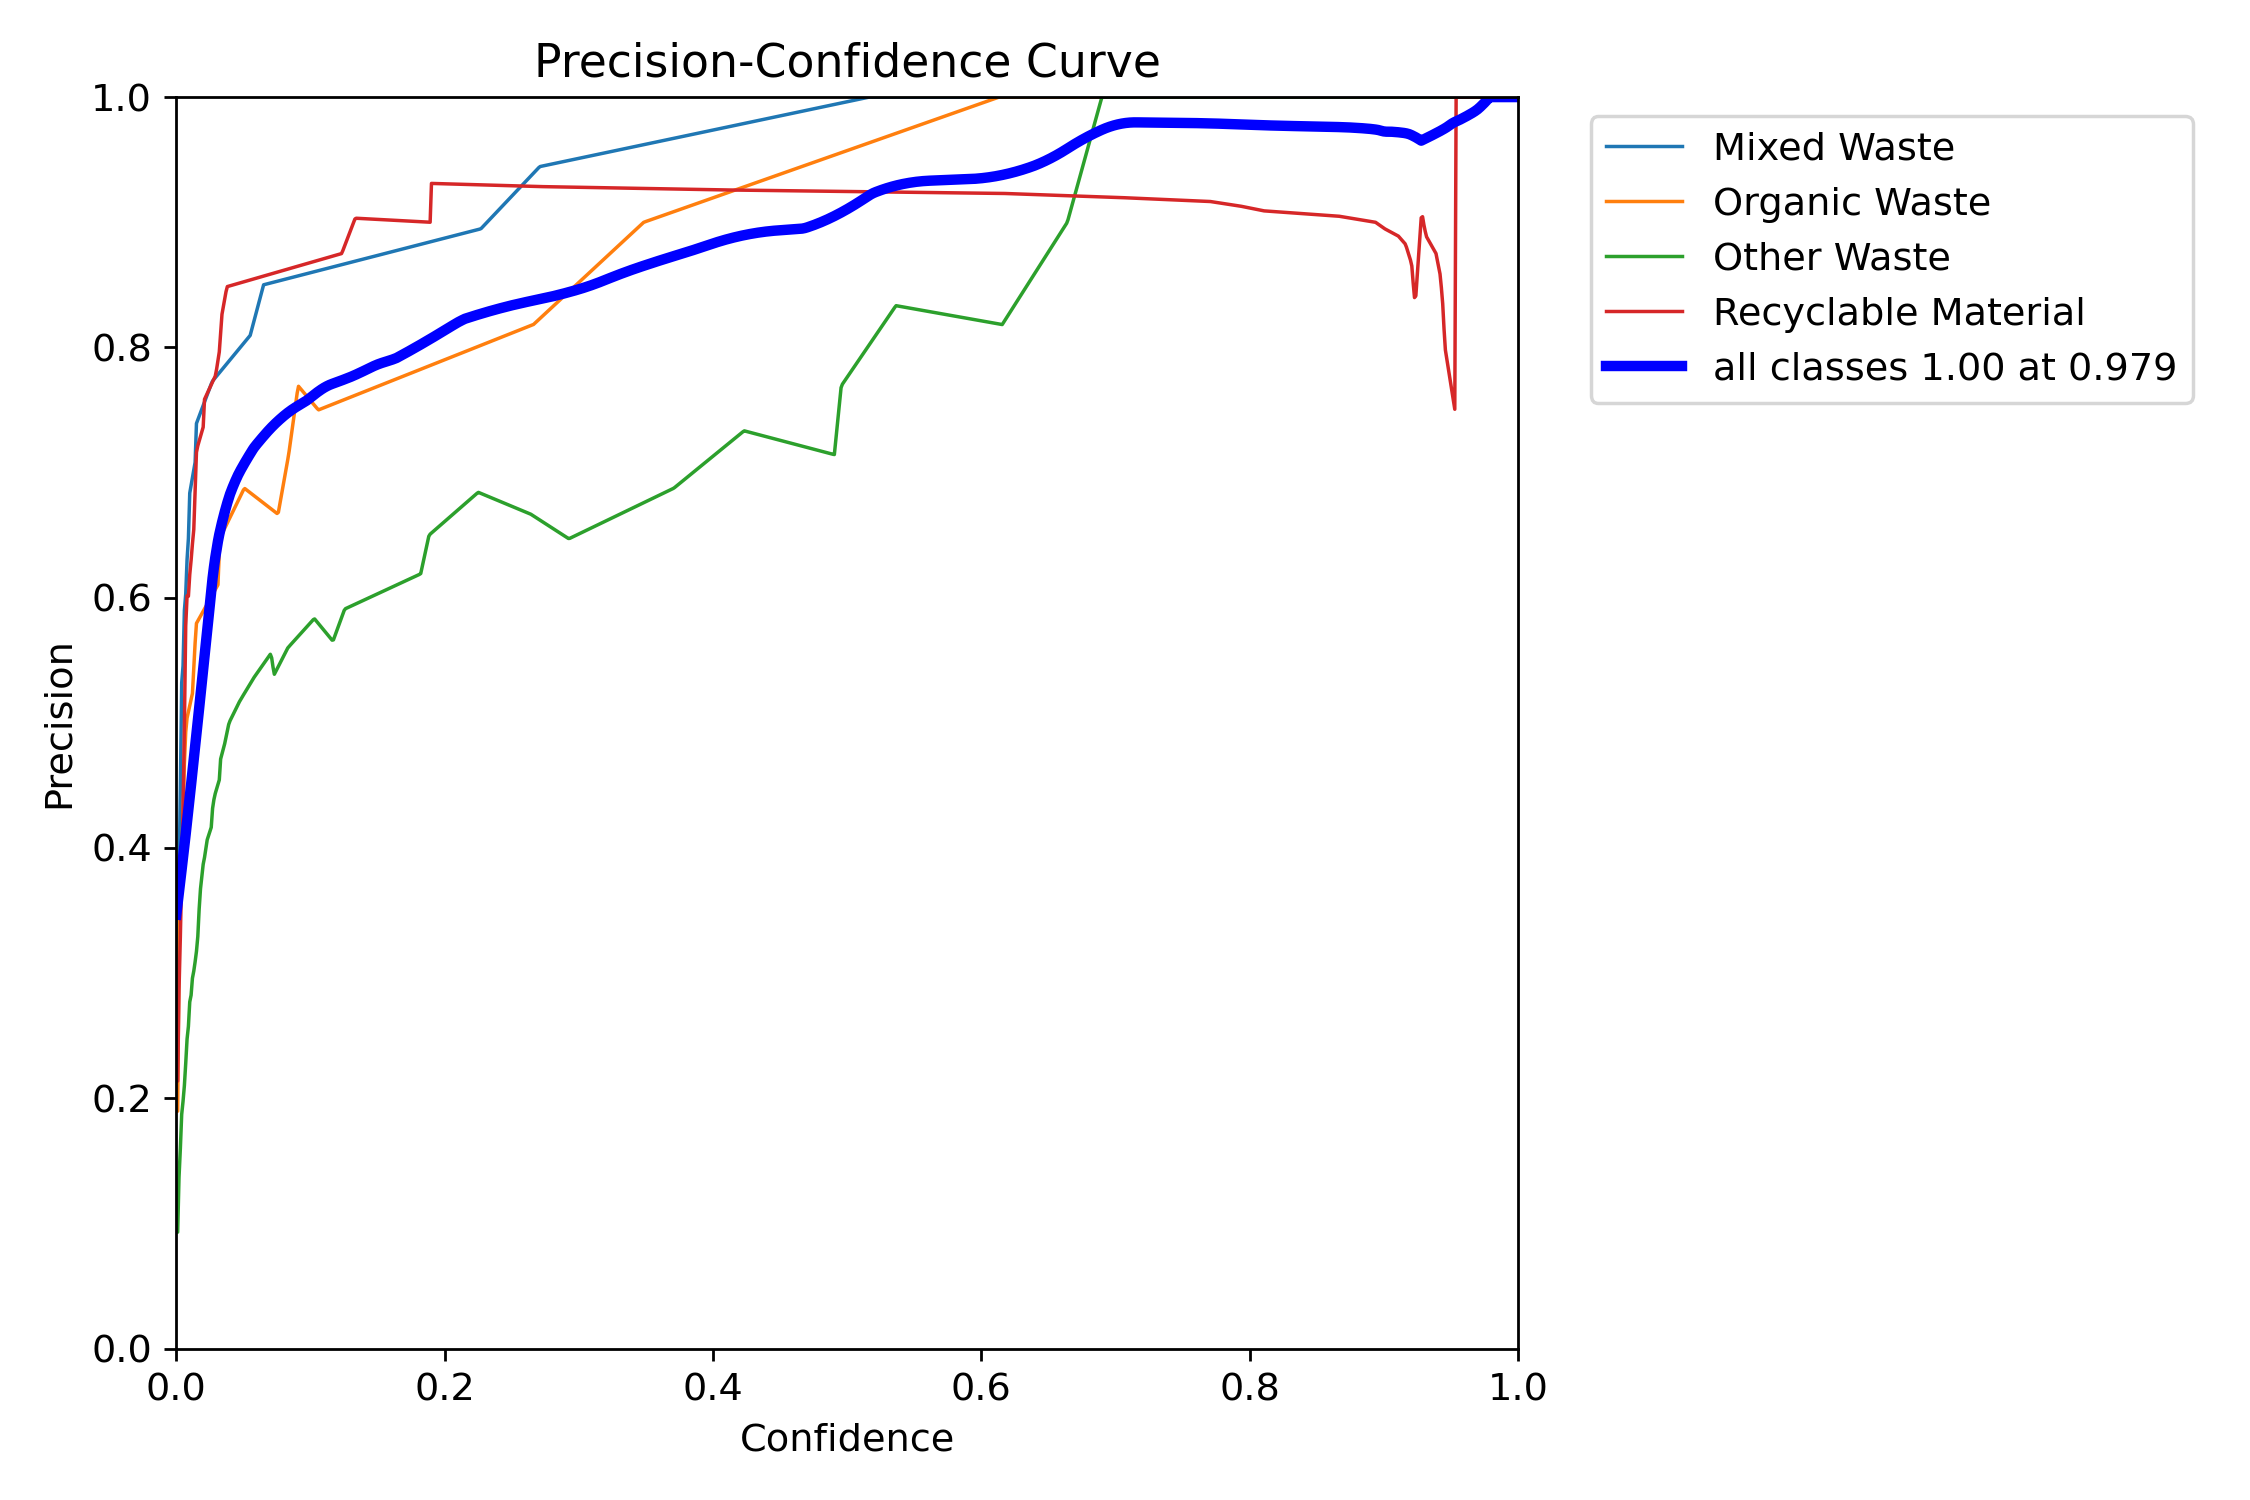 Precision-Confidence Curve
1.0
0.8
0.6
0.4
0.2
0.0
Precision
0.0 0.2 0.4 0.6 0.8 1.0
Confidence
Mixed Waste
Organic Waste
Other Waste
Recyclable Material
all classes 1.00 at 0.979